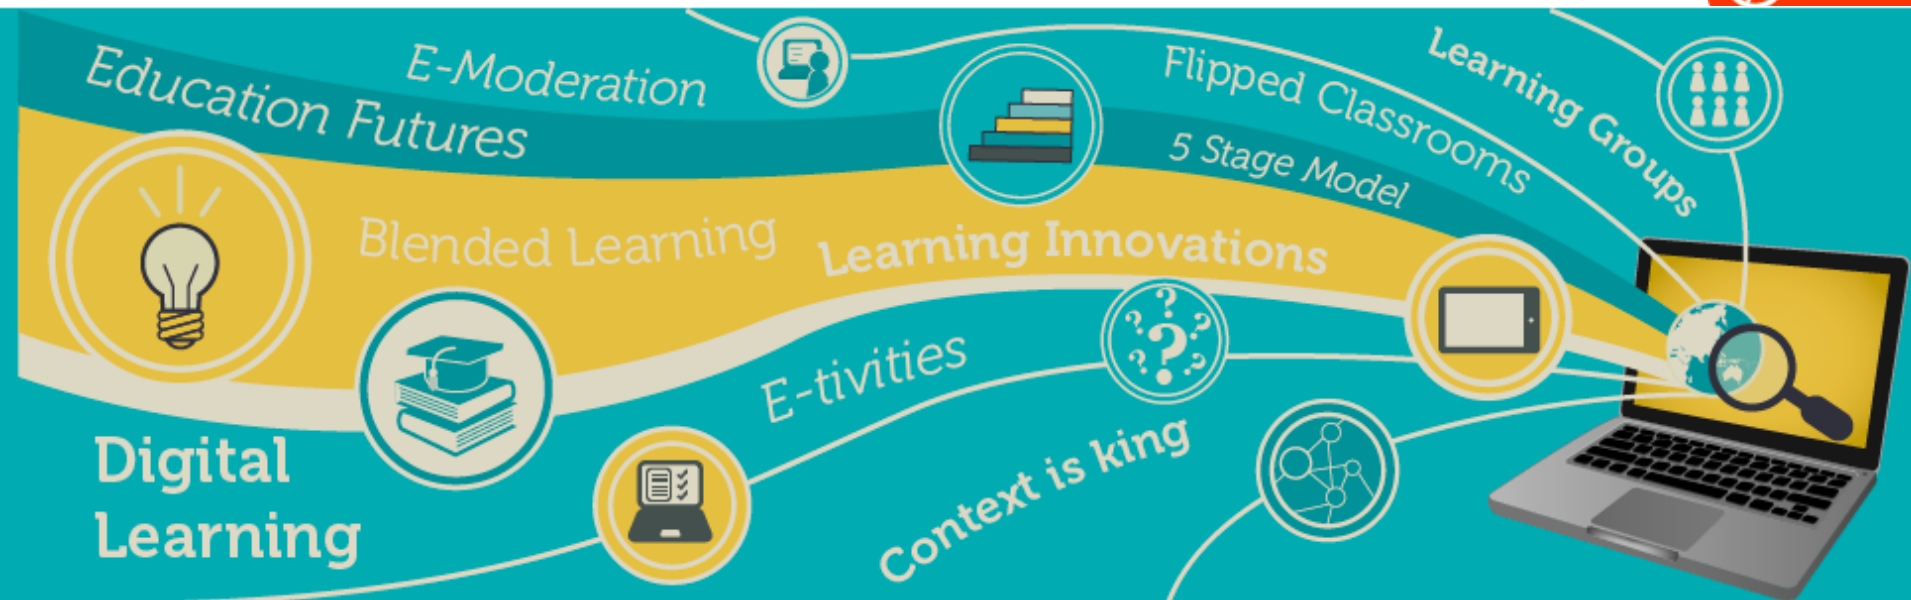 Education Futures
E-Moderation
Flipped Classrooms
Learning Groups
5 Stage Model
Blended Learning
Learning Innovations
E-tivities
Context is king
Digital
Learning